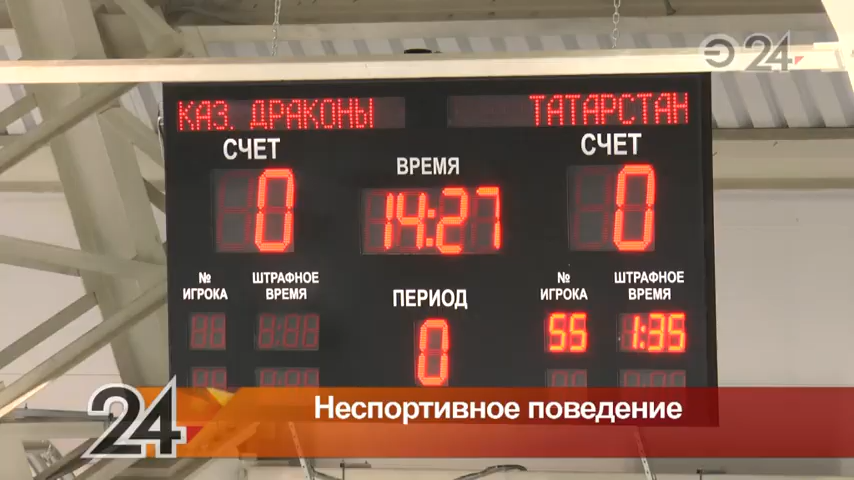 Э 24
КАЗ. ДРАКОНЫ ТАТАРСТАН
СЧЕТ ВРЕМЯ СЧЕТ
0 14:27 0
№ ИГРОКА
ШТРАФНОЕ ВРЕМЯ
ПЕРИОД
0
№ ИГРОКА
ШТРАФНОЕ ВРЕМЯ
55 1:35
24
Неспортивное поведение